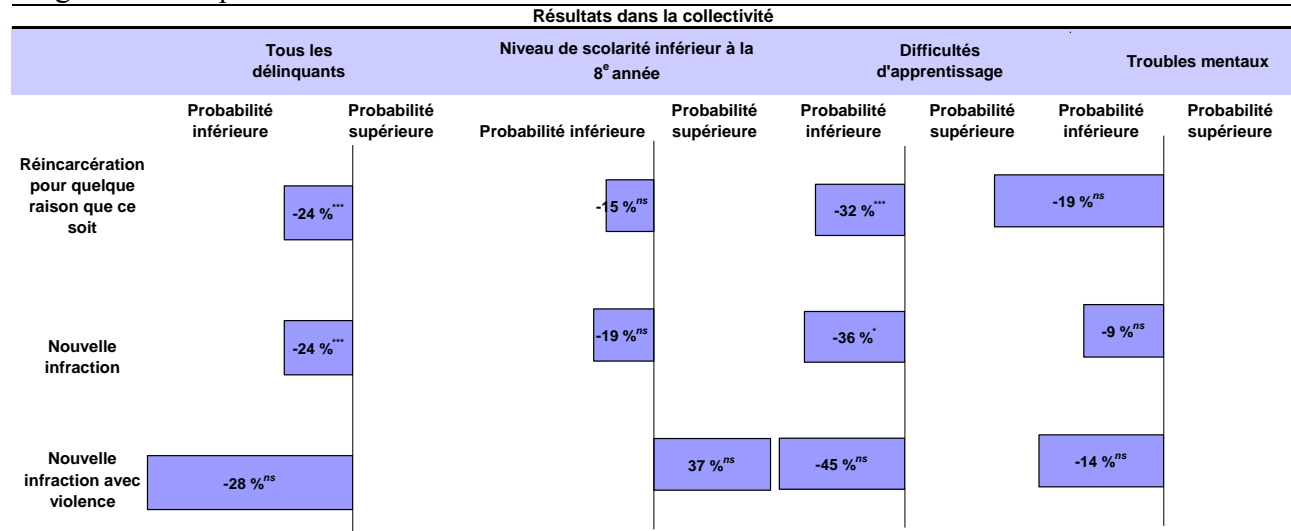 Résultats dans la collectivité
Tous les
délinquants
Niveau de scolarité inférieur à la
8e année
Difficultés
d'apprentissage
Troubles mentaux
Probabilité
inférieure
Probabilité
supérieure
Probabilité inférieure
Probabilité
supérieure
Probabilité
inférieure
Probabilité
supérieure
Probabilité
inférieure
Probabilité
supérieure
Réincarcération
pour quelque
raison que ce
soit
-24 %***
-15 %ns
-32 %***
-19 %ns
Nouvelle
infraction
-24 %***
-19 %ns
-36 %*
-9 %ns
Nouvelle
infraction avec
violence
-28 %ns
37 %ns
-45 %ns
-14 %ns